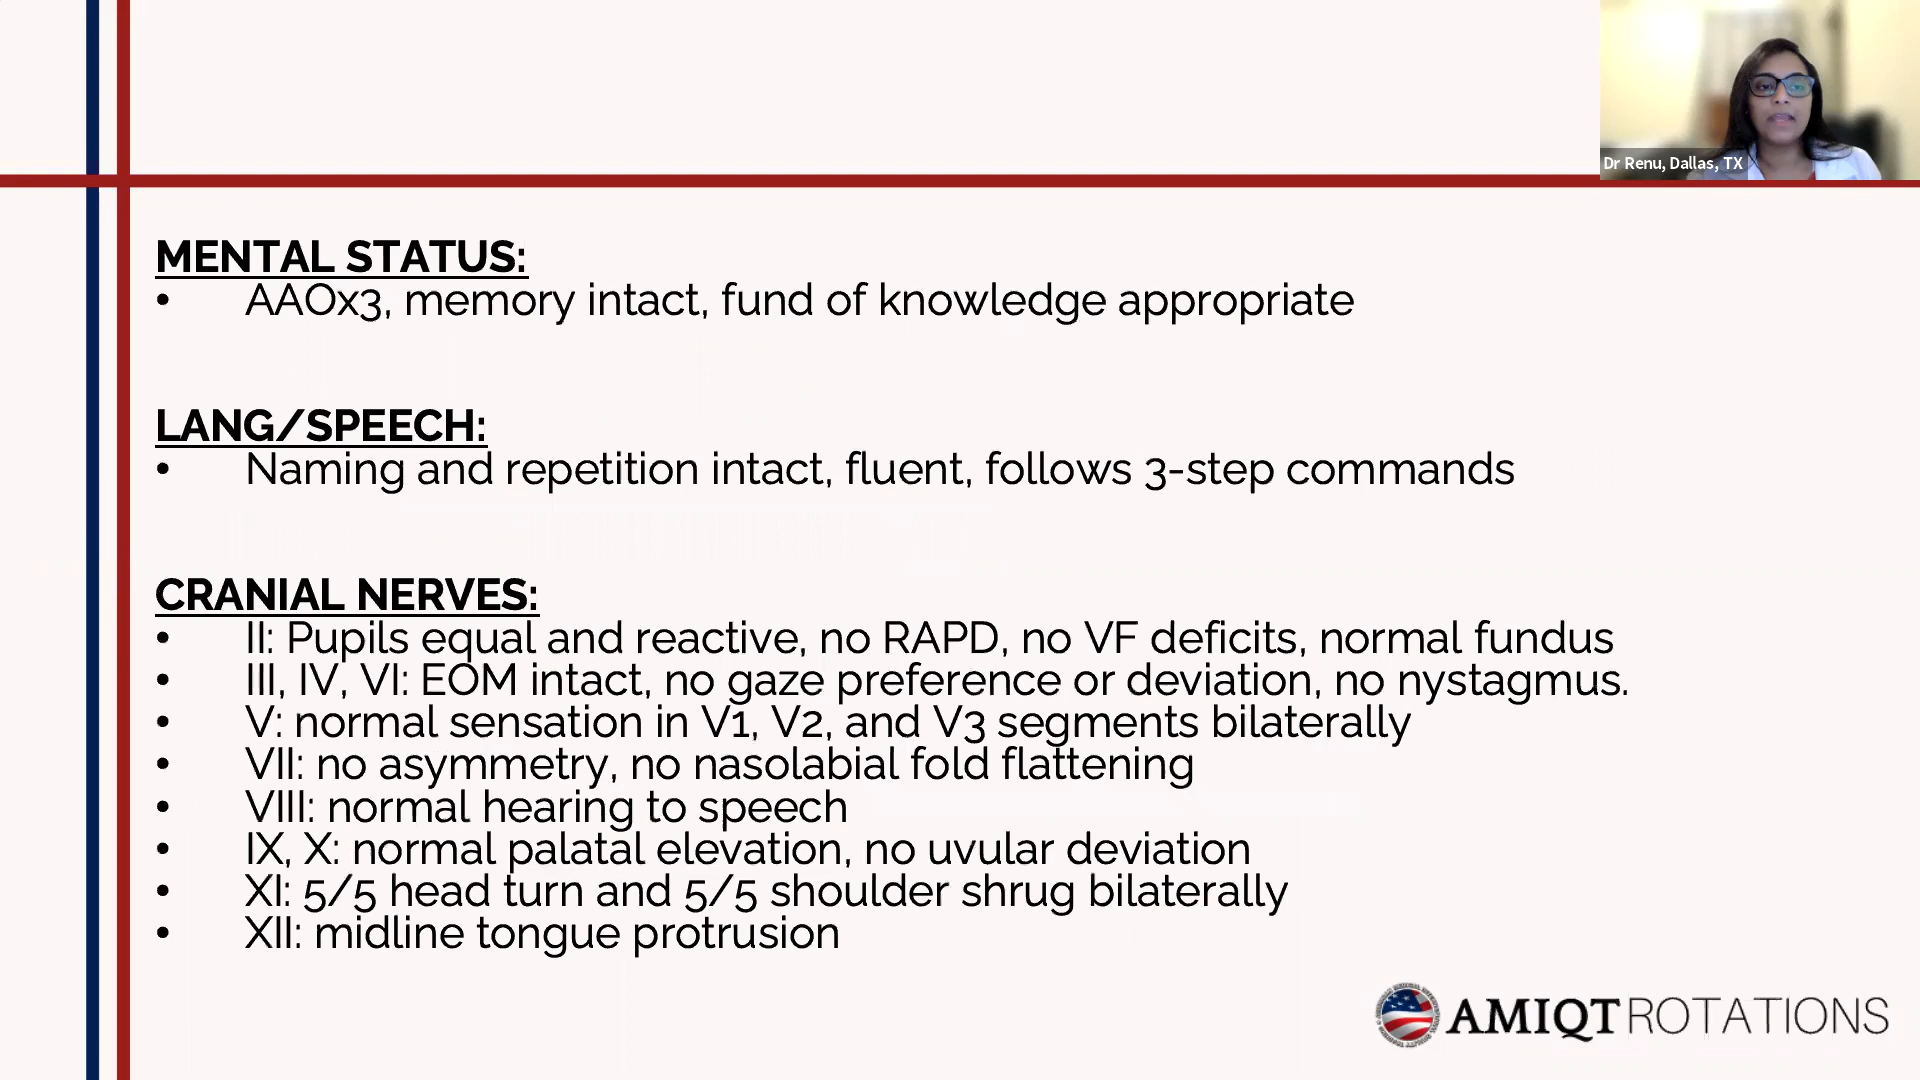 Dr Renu, Dallas, TX
MENTAL STATUS:
• AAOx3, memory intact, fund of knowledge appropriate
LANG/SPEECH:
• Naming and repetition intact, fluent, follows 3-step commands
CRANIAL NERVES:
• II: Pupils equal and reactive, no RAPD, no VF deficits, normal fundus
• III, IV, VI: EOM intact, no gaze preference or deviation, no nystagmus.
• V: normal sensation in V1, V2, and V3 segments bilaterally
• VII: no asymmetry, no nasolabial fold flattening
• VIII: normal hearing to speech
• IX, X: normal palatal elevation, no uvular deviation
• XI: 5/5 head turn and 5/5 shoulder shrug bilaterally
• XII: midline tongue protrusion
AMIQT ROTATIONS